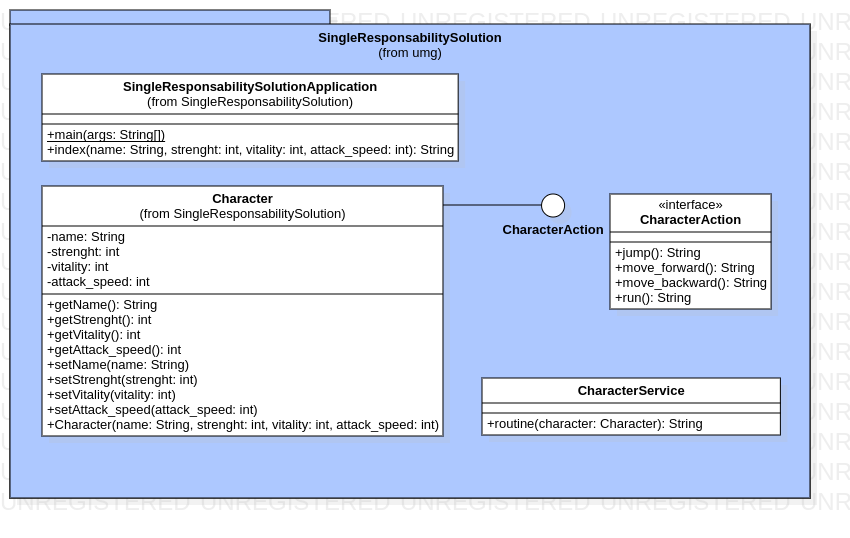 SingleResponsabilitySolution
(from umg)
SingleResponsabilitySolutionApplication
(from SingleResponsabilitySolution)
+main(args: String[])
+index(name: String, strenght: int, vitality: int, attack_speed: int): String
Character
(from SingleResponsabilitySolution)
-name: String
-strenght: int
-vitality: int
-attack_speed: int
+getName(): String
+getStrenght(): int
+getVitality(): int
+getAttack_speed(): int
+setName(name: String)
+setStrenght(strenght: int)
+setVitality(vitality: int)
+setAttack_speed(attack_speed: int)
+Character(name: String, strenght: int, vitality: int, attack_speed: int)
CharacterAction
«interface»
CharacterAction
+jump(): String
+move_forward(): String
+move_backward(): String
+run(): String
CharacterService
+routine(character: Character): String
UNREGISTERED UNREGISTERED UNREGISTERED UNREGISTERED UNR